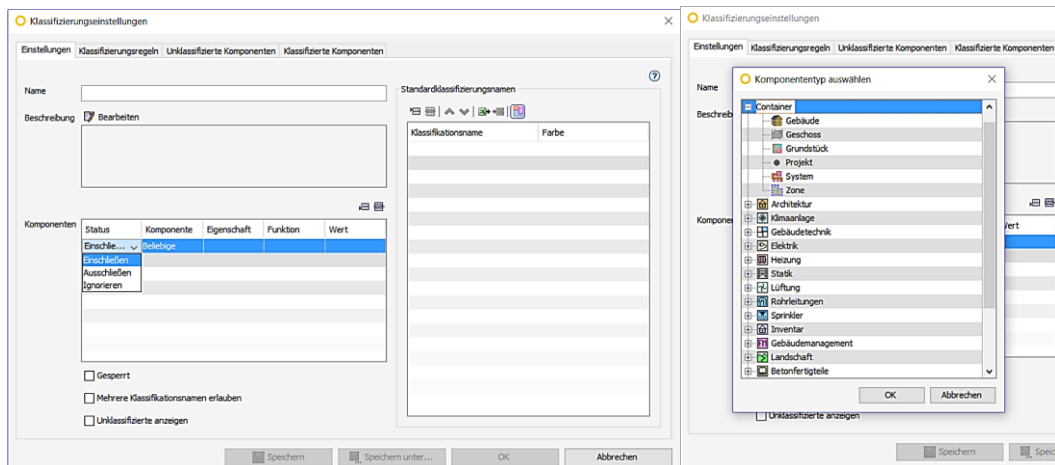 Klassifizierungseinstellungen
Einstellungen Klassifizierungsregeln Unklassifizierte Komponenten Klassifizierte Komponenten
Name
Beschreibung Bearbeiten
Komponenten
Status Komponente Eigenschaft Funktion Wert
Einschlie... Beliebige
Einschließen
Ausschließen
Ignorieren
Gesperrt
Mehrere Klassifikationsnamen erlauben
Unklassifizierte anzeigen
Standardklassifizierungsnamen
Klassifikationsname Farbe
Speichern Speichern unter... OK Abbrechen
Klassifizierungseinstellungen
Einstellungen Klassifizierungsregeln Unklassifizierte Komponenten Klassifizierte Komponenten
Name
Beschreib
Kompone
Wert
Komponententyp auswählen
Container
Gebäude
Geschoss
Grundstück
Projekt
System
Zone
Architektur
Klimaanlage
Gebäudetechnik
Elektrik
Heizung
Statik
Lüftung
Rohrleitungen
Sprinkler
Inventar
Gebäudemanagement
Landschaft
Betonfertigteile
OK Abbrechen
Unklassifizierte anzeigen
Speichern Speic